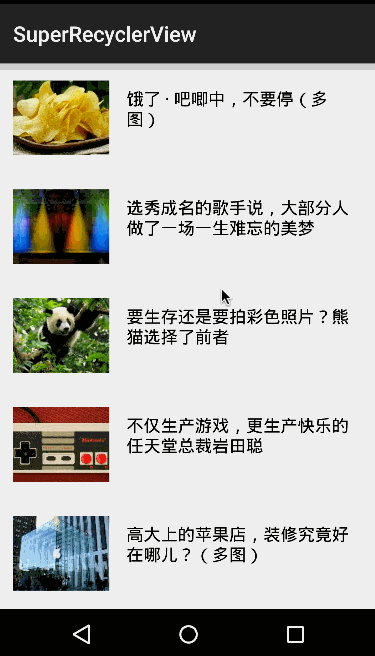 SuperRecyclerView
饿了 · 吧唧中，不要停（多
图）
选秀成名的歌手说，大部分人
做了一场一生难忘的美梦
要生存还是要拍彩色照片？熊
猫选择了前者
不仅生产游戏，更生产快乐的
任天堂总裁岩田聪
高大上的苹果店，装修究竟好
在哪儿？（多图）